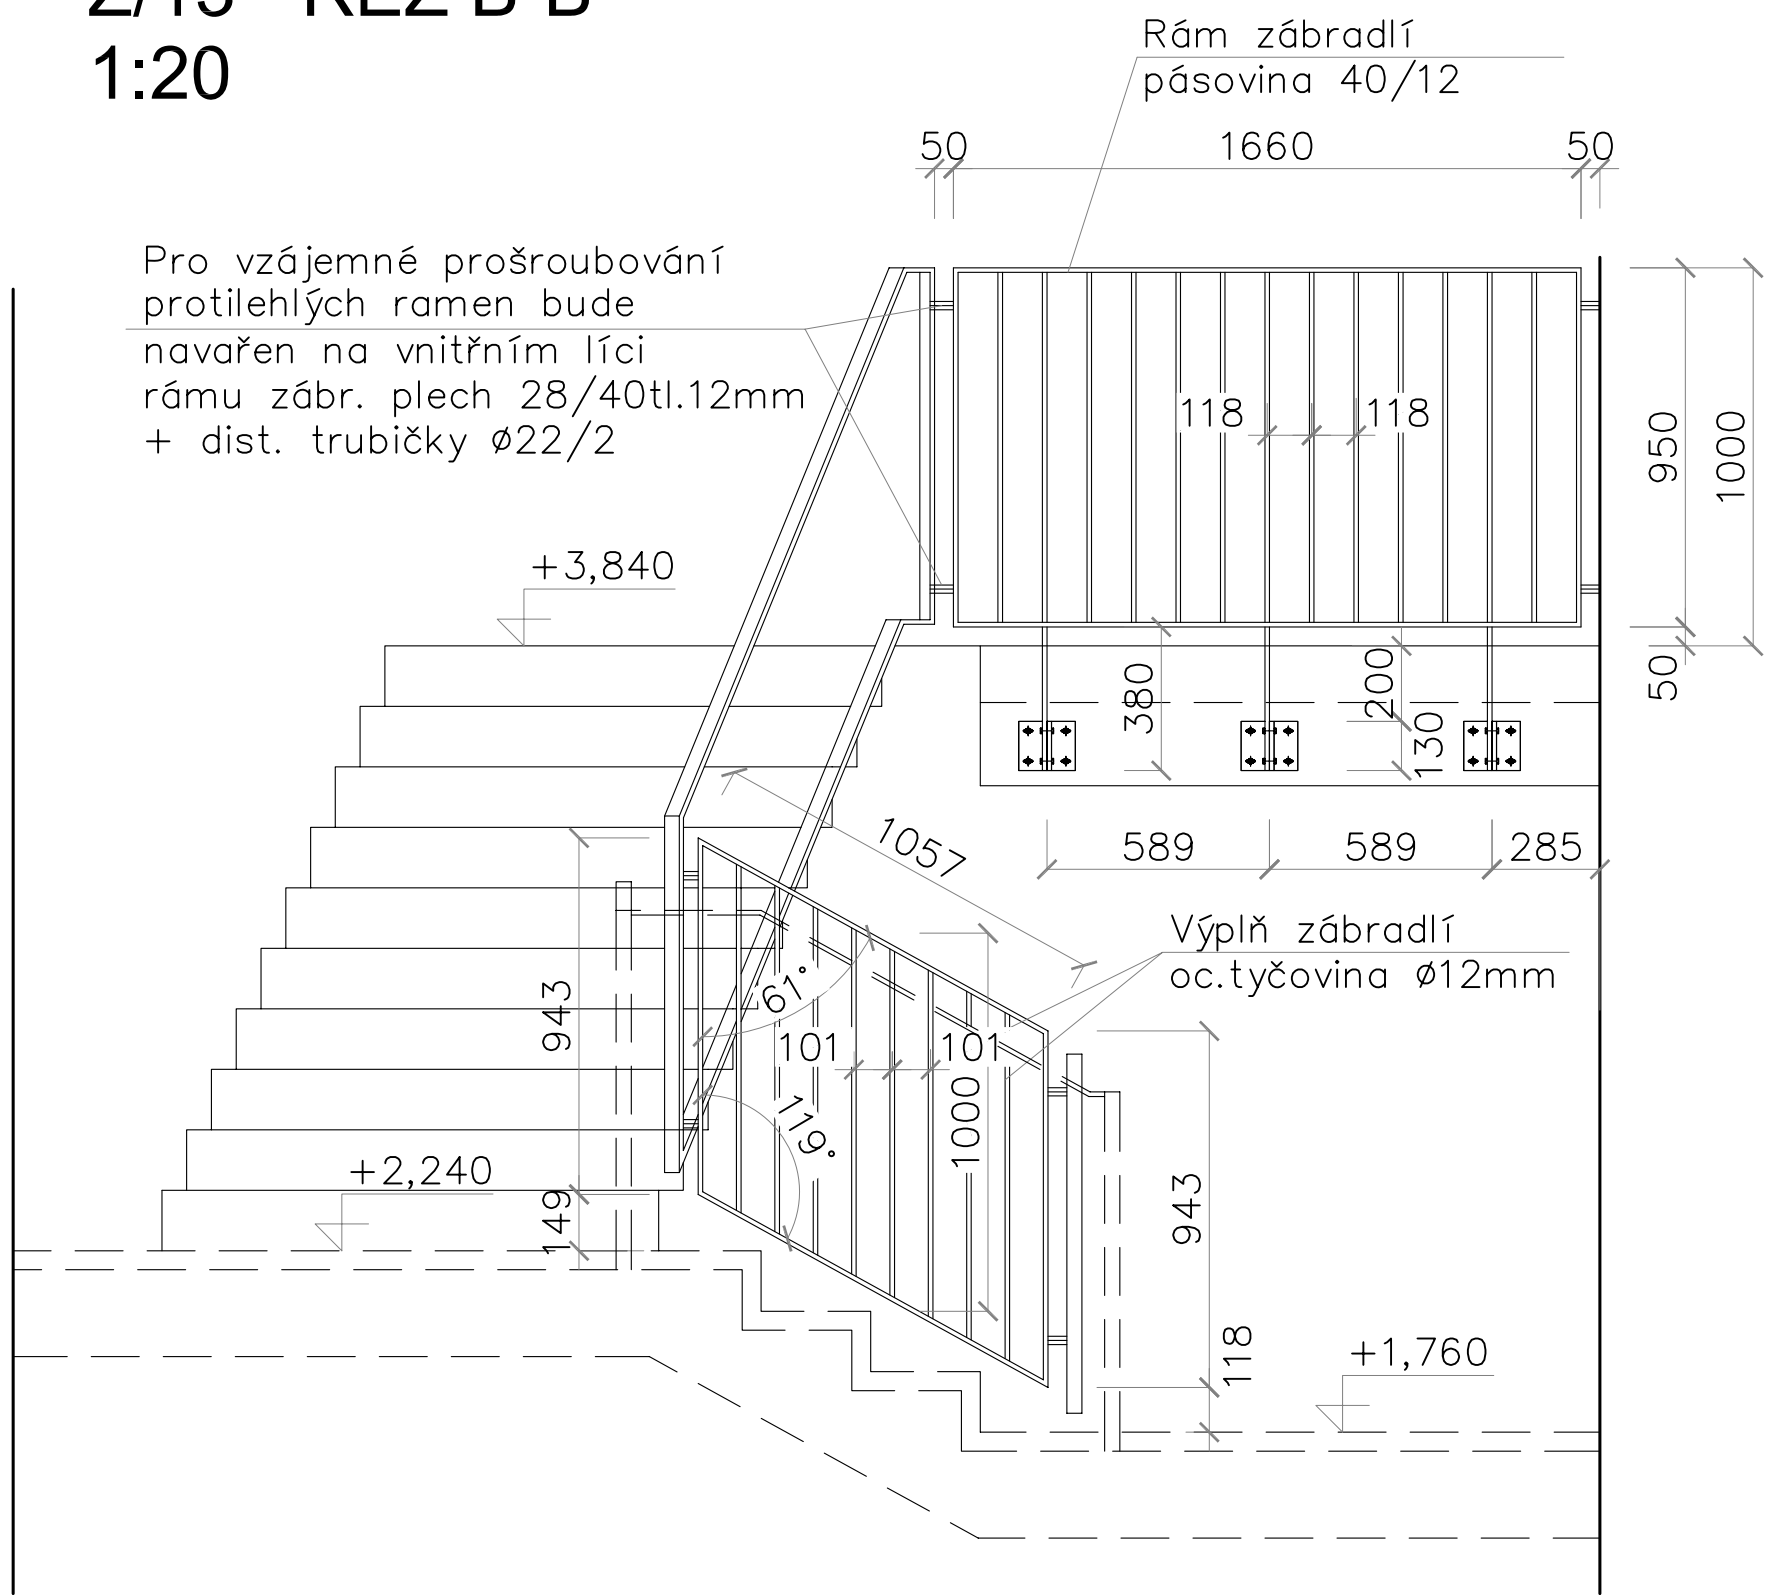 Z/15 ŘEZ B-B
1:20
Rám zábradlí
pásovina 40/12
50
1660
50
Pro vzájemné prošroubování
protilehlých ramen bude
navařen na vnitřním líci
rámu zábr. plech 28/40tl.12mm
+ dist. trubičky ø22/2
118
118
950
1000
+3,840
50
380
200
130
589
589
285
1057
Výplň zábradlí
oc.tyčovina ø12mm
61°
943
101
101
1000
119°
+2,240
149
943
118
+1,760